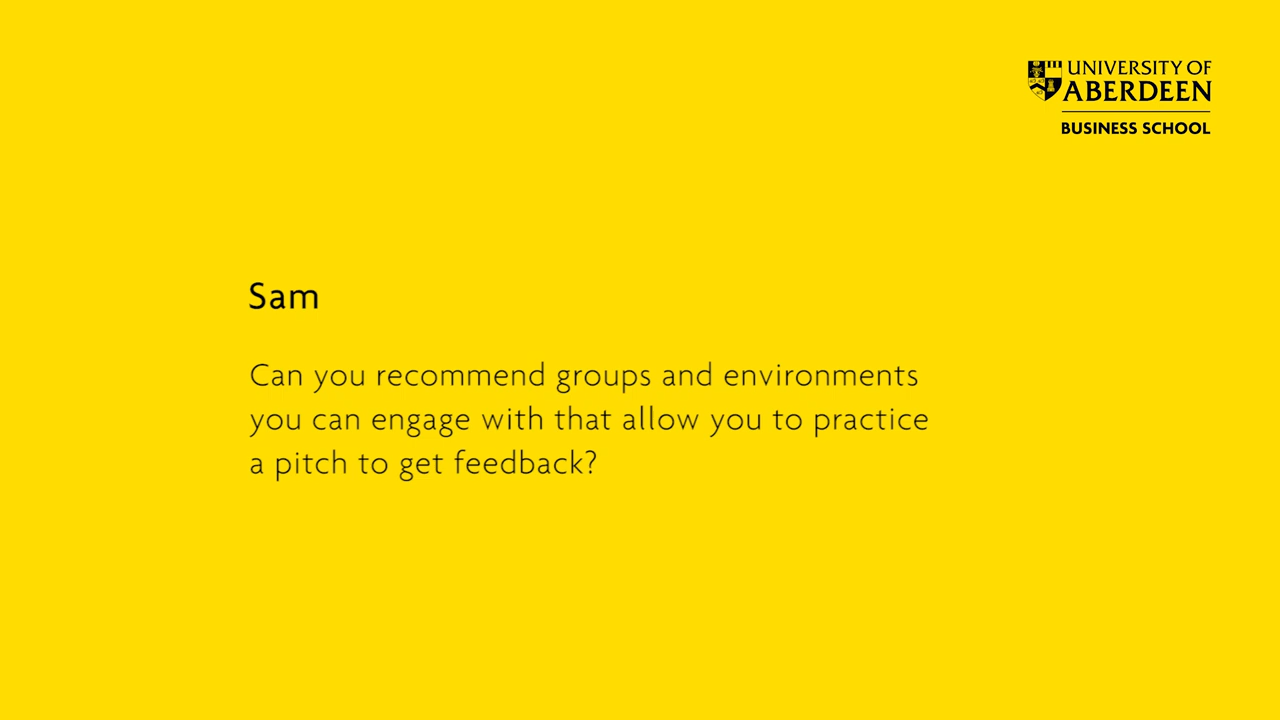 UNIVERSITY OF
ABERDEEN
BUSINESS SCHOOL
Sam
Can you recommend groups and environments
you can engage with that allow you to practice
a pitch to get feedback?